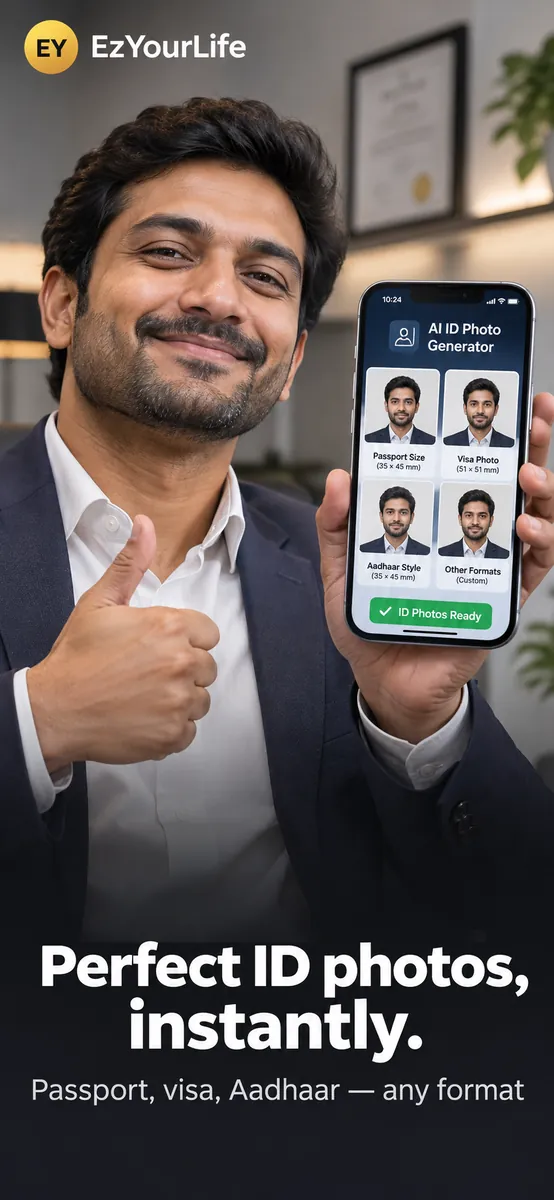 EY EzYourLife
10:24
AI ID Photo
Generator
Passport Size
(35 × 45 mm)
Visa Photo
(51 × 51 mm)
Aadhaar Style
(35 × 45 mm)
Other Formats
(Custom)
ID Photos Ready
Perfect ID photos,
instantly.
Passport, visa, Aadhaar — any format